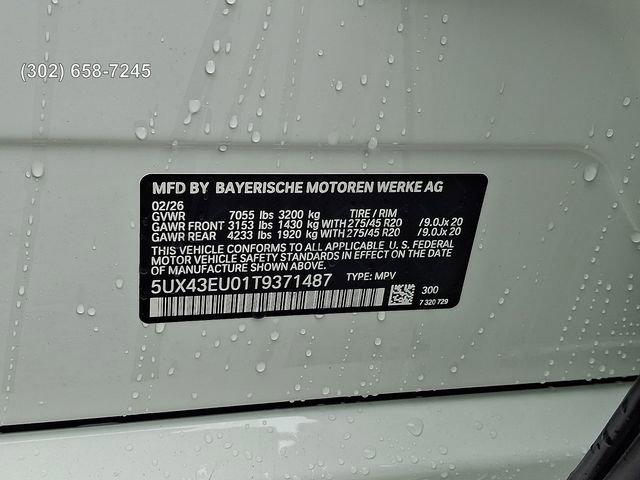 (302) 658-7245
MFD BY BAYERISCHE MOTOREN WERKE AG
02/26
GVWR 7055 lbs 3200 kg TIRE / RIM
GAWR FRONT 3153 lbs 1430 kg WITH 275/45 R20 /9.0Jx 20
GAWR REAR 4233 lbs 1920 kg WITH 275/45 R20 /9.0Jx 20
THIS VEHICLE CONFORMS TO ALL APPLICABLE U. S. FEDERAL
MOTOR VEHICLE SAFETY STANDARDS IN EFFECT ON THE DATE
OF MANUFACTURE SHOWN ABOVE.
5UX43EU01T9371487 TYPE: MPV
300
7 320 729